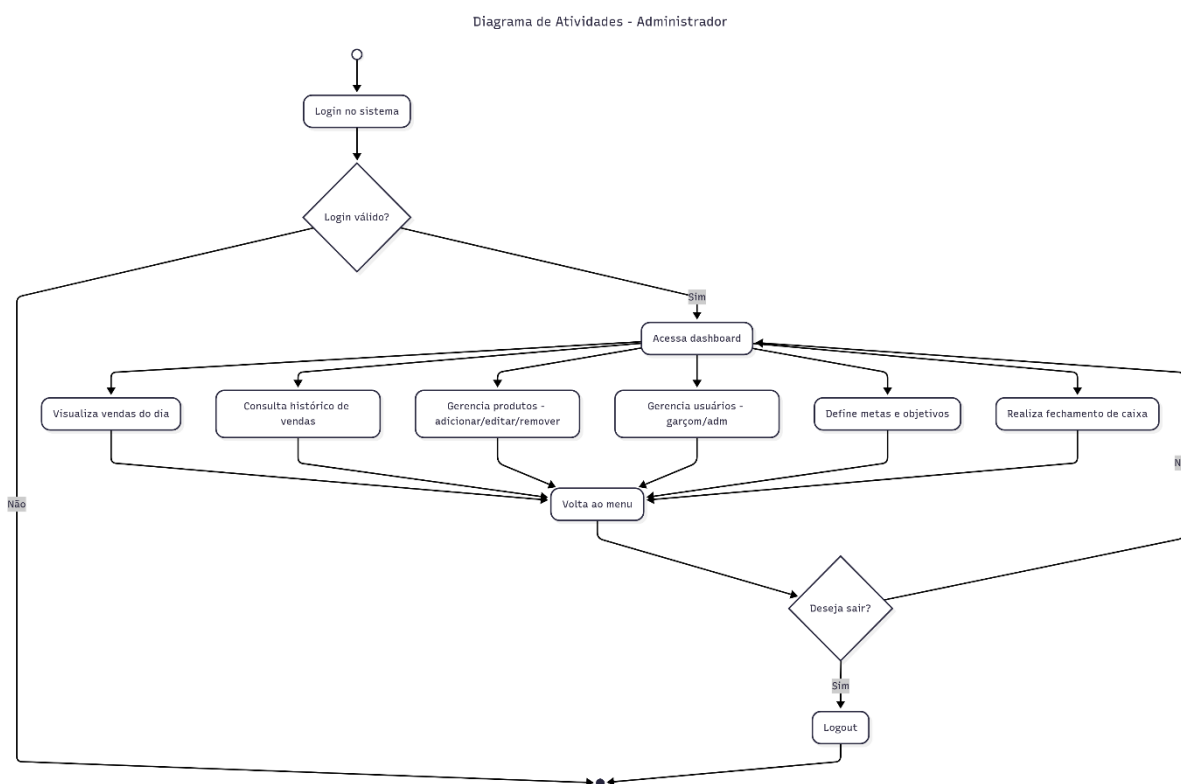 Diagrama de Atividades - Administrador
Login no sistema
Login válido?
Sim
Acessa dashboard
Visualiza vendas do dia
Consulta histórico de
vendas
Gerencia produtos -
adicionar/editar/remover
Gerencia usuários -
garçom/adm
Define metas e objetivos
Realiza fechamento de caixa
Não
Volta ao menu
Deseja sair?
Sim
Logout